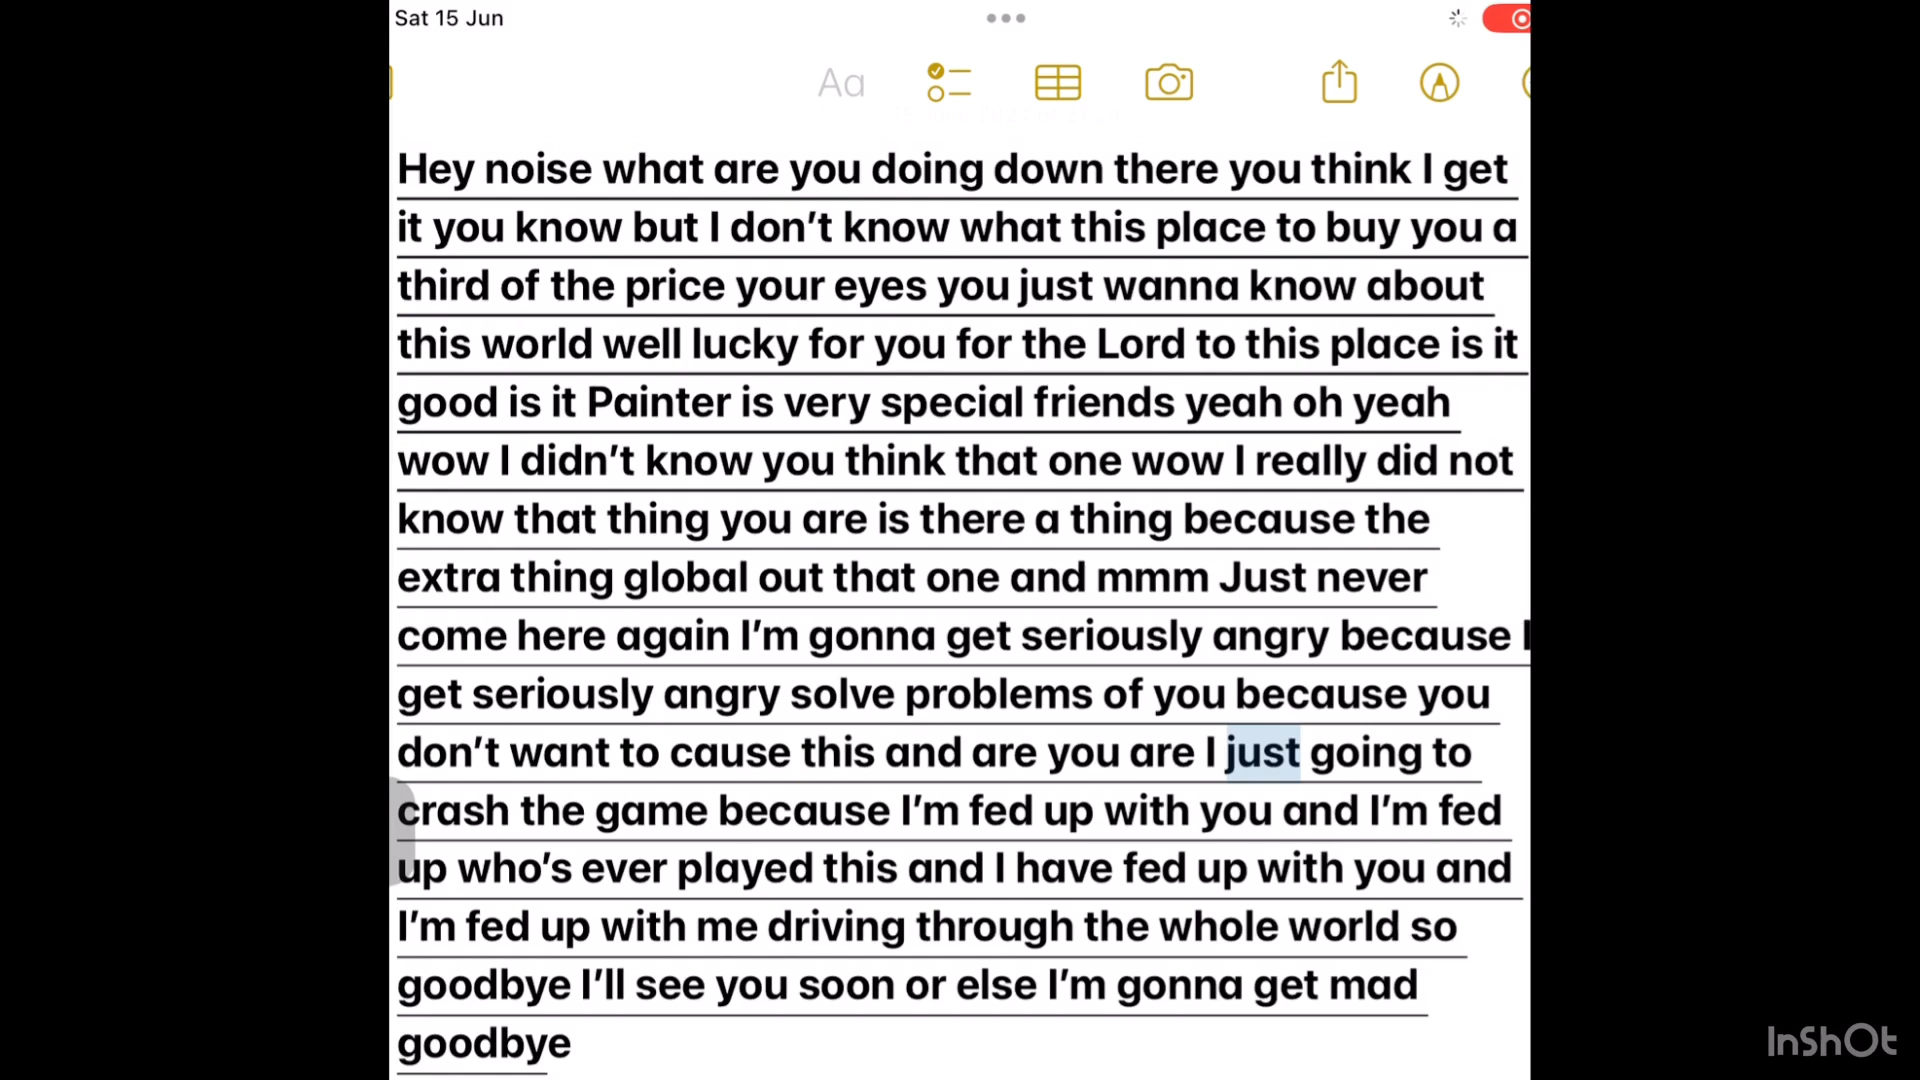 Sat 15 Jun
Aa
Hey noise what are you doing down there you think I get
it you know but I don’t know what this place to buy you a
third of the price your eyes you just wanna know about
this world well lucky for you for the Lord to this place is it
good is it Painter is very special friends yeah oh yeah
wow I didn’t know you think that one wow I really did not
know that thing you are is there a thing because the
extra thing global out that one and mmm Just never
come here again I’m gonna get seriously angry because I
get seriously angry solve problems of you because you
don’t want to cause this and are you are I just going to
crash the game because I’m fed up with you and I’m fed
up who’s ever played this and I have fed up with you and
I’m fed up with me driving through the whole world so
goodbye I’ll see you soon or else I’m gonna get mad
goodbye
InShOt